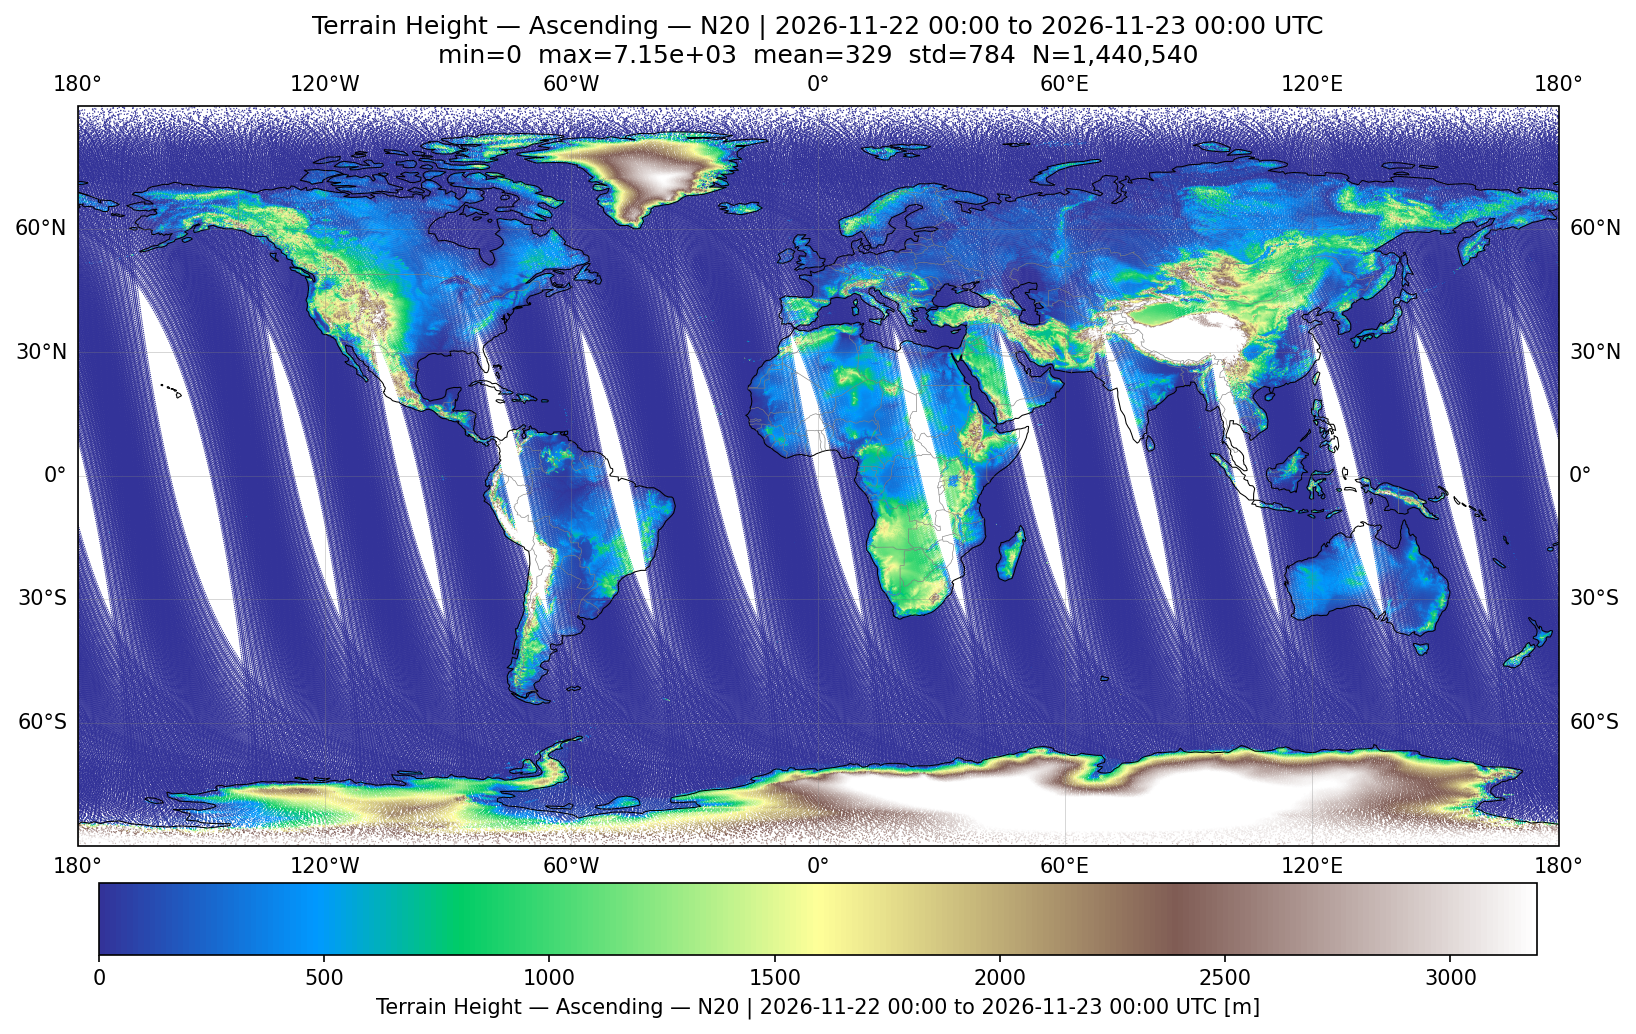 Terrain Height — Ascending — N20 | 2026-11-22 00:00 to 2026-11-23 00:00 UTC
min=0  max=7.15e+03  mean=329  std=784  N=1,440,540
180° 120°W 60°W 0° 60°E 120°E 180°
60°N 60°N
30°N 30°N
0° 0°
30°S 30°S
60°S 60°S
180° 120°W 60°W 0° 60°E 120°E 180°
0 500 1000 1500 2000 2500 3000
Terrain Height — Ascending — N20 | 2026-11-22 00:00 to 2026-11-23 00:00 UTC [m]